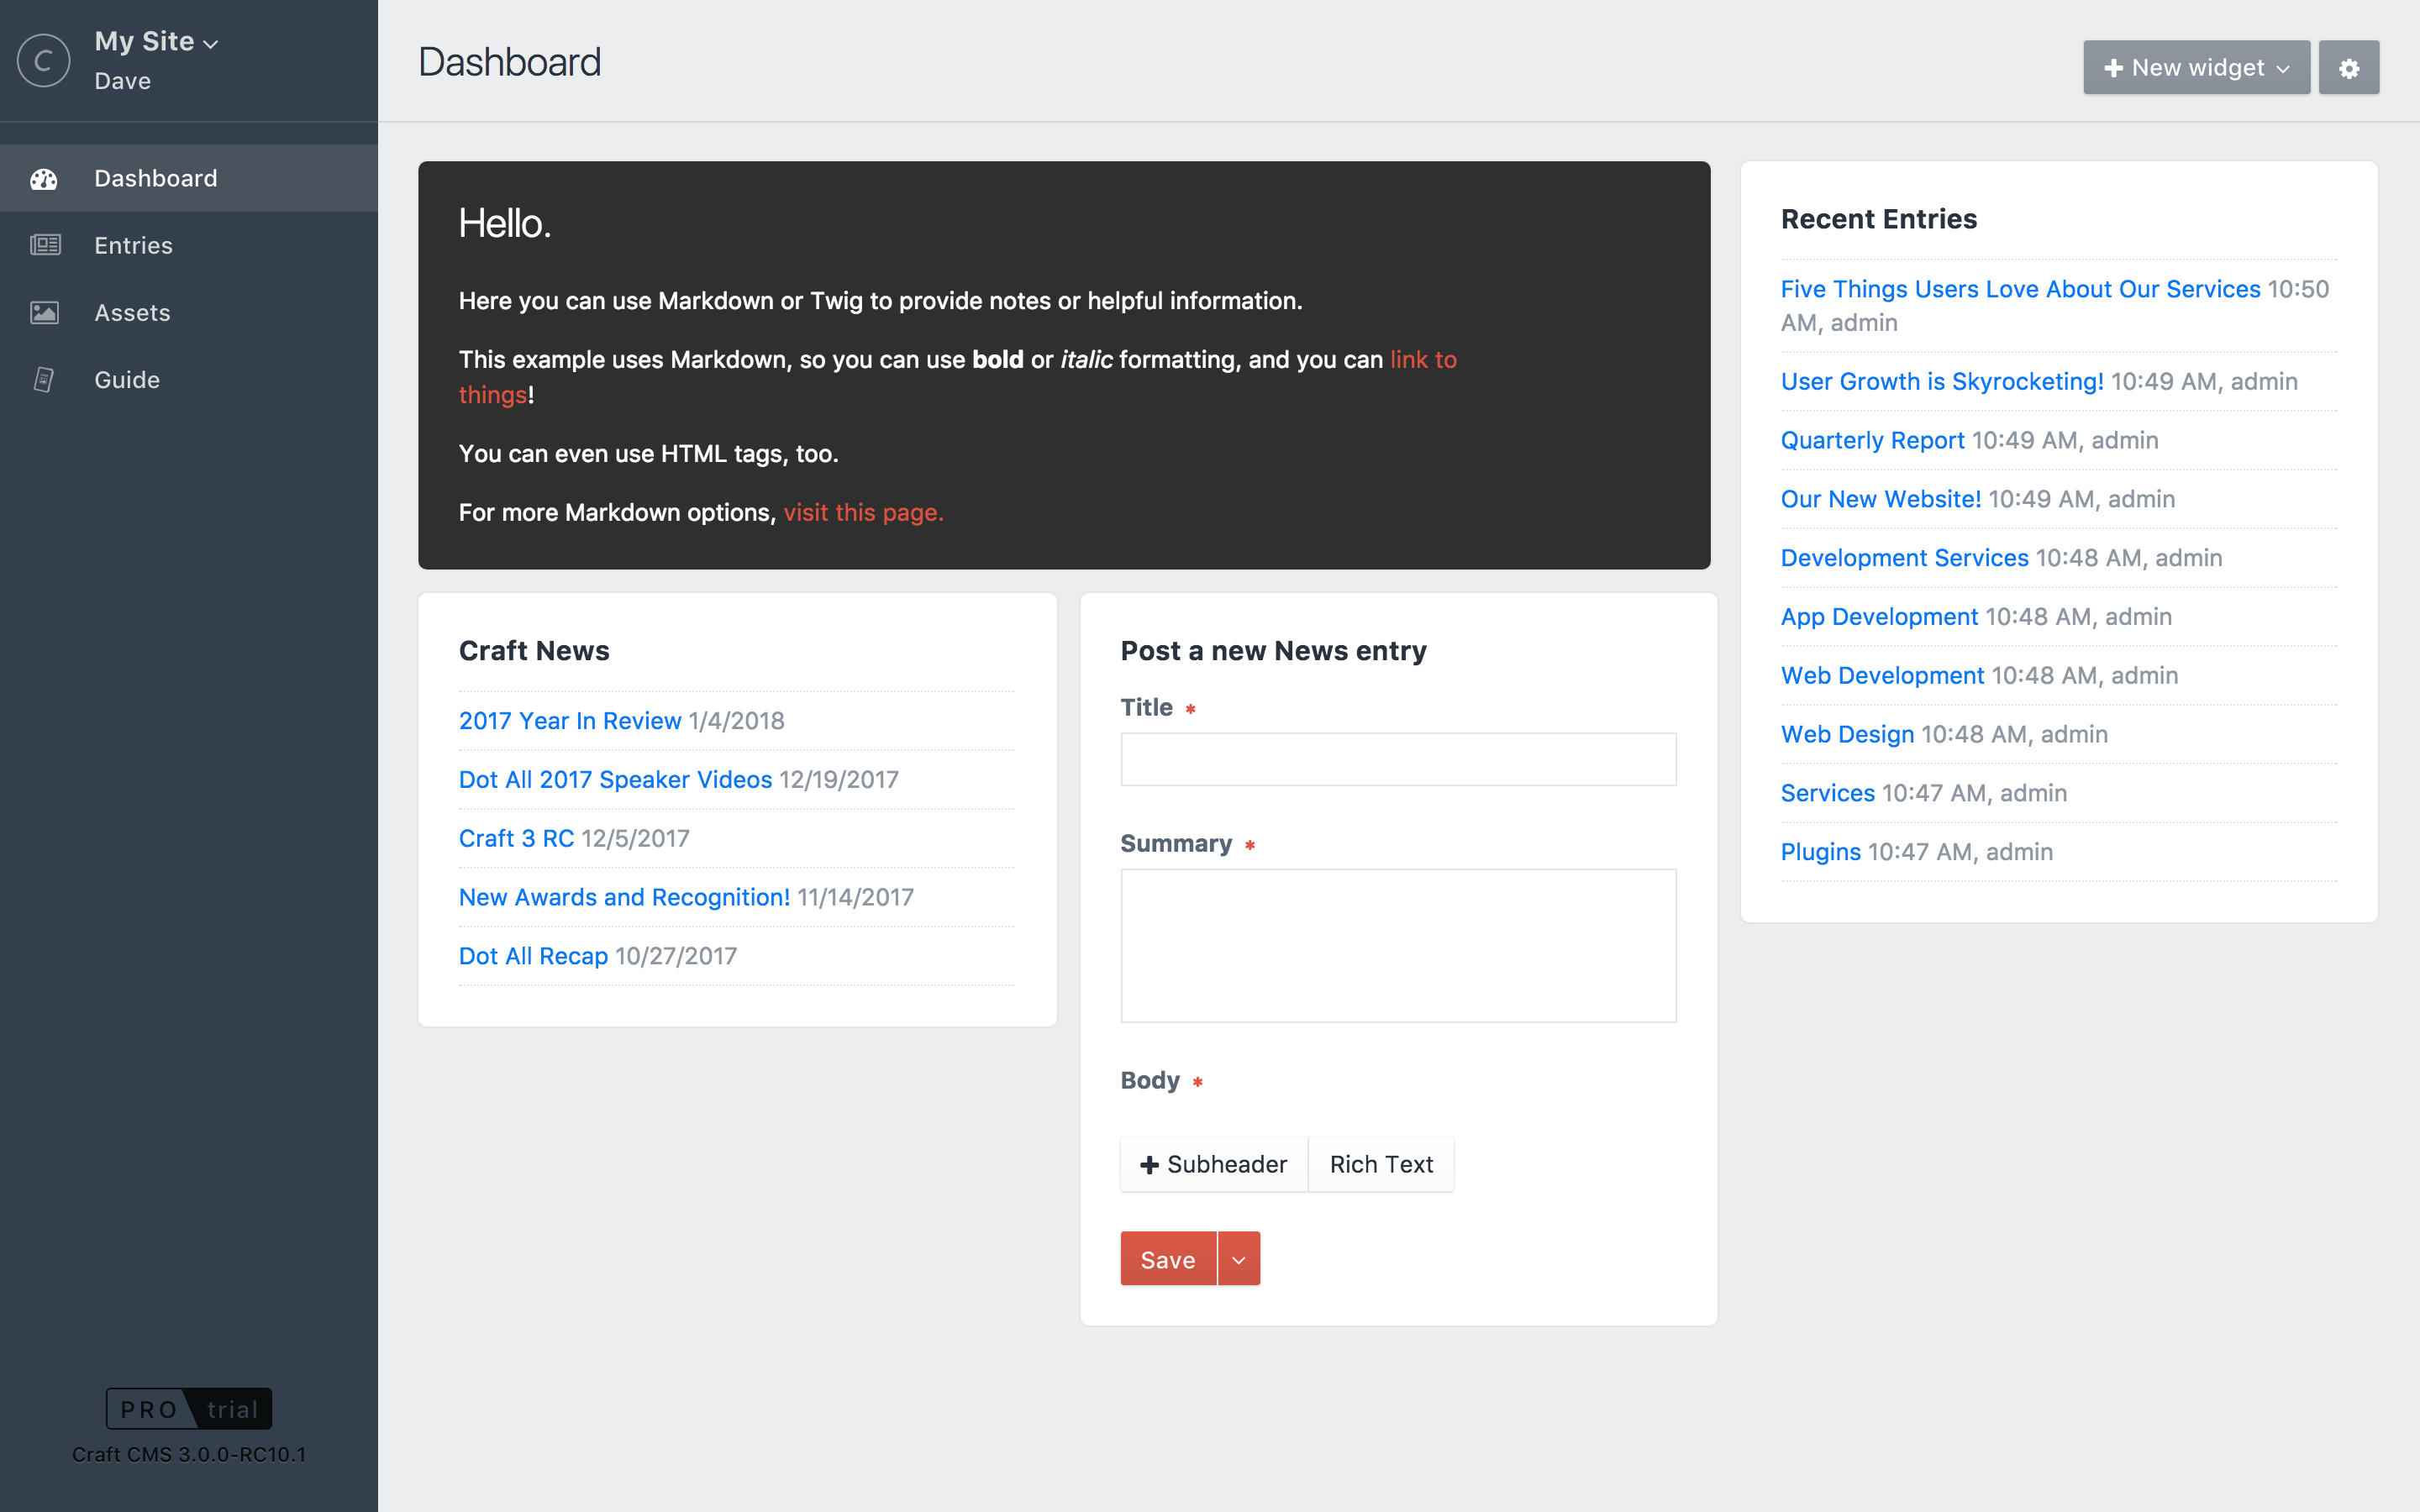 C
My Site
Dave
Dashboard
Entries
Assets
Guide
PRO trial
Craft CMS 3.0.0-RC10.1
Dashboard
New widget
Hello.
Here you can use Markdown or Twig to provide notes or helpful information.
This example uses Markdown, so you can use bold or italic formatting, and you can link to
things!
You can even use HTML tags, too.
For more Markdown options, visit this page.
Craft News
2017 Year In Review 1/4/2018
Dot All 2017 Speaker Videos 12/19/2017
Craft 3 RC 12/5/2017
New Awards and Recognition! 11/14/2017
Dot All Recap 10/27/2017
Post a new News entry
Title *
Summary *
Body *
Subheader Rich Text
Save
Recent Entries
Five Things Users Love About Our Services 10:50
AM, admin
User Growth is Skyrocketing! 10:49 AM, admin
Quarterly Report 10:49 AM, admin
Our New Website! 10:49 AM, admin
Development Services 10:48 AM, admin
App Development 10:48 AM, admin
Web Development 10:48 AM, admin
Web Design 10:48 AM, admin
Services 10:47 AM, admin
Plugins 10:47 AM, admin